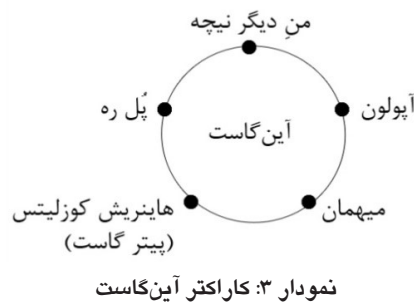 منِ دیگر نیچه
آپولون
پُل ره
آین‌گاست
میهمان
هاینریش کوزلیتس
(پیتر گاست)
نمودار ۳: کاراکتر آین‌گاست